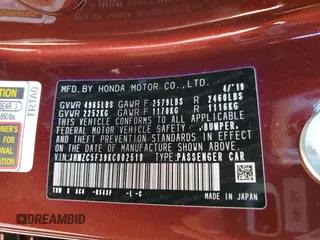 MFD. BY HONDA MOTOR CO., LTD. 4/'19
GVWR 4965LBS GAWR F 2579LBS R 2460LBS
GVWR 2252KG GAWR F 1170KG R 1116KG
THIS VEHICLE CONFORMS TO ALL APPLICABLE
FEDERAL MOTOR VEHICLE SAFETY, BUMPER,
AND THEFT PREVENTION STANDARDS IN EFFECT ON
THE DATE OF MANUFACTURE SHOWN ABOVE.
V.I.N: JHMZC5F39KC002519 TYPE: PASSENGER CAR
MADE IN JAPAN
TRTA0
DREAMBID